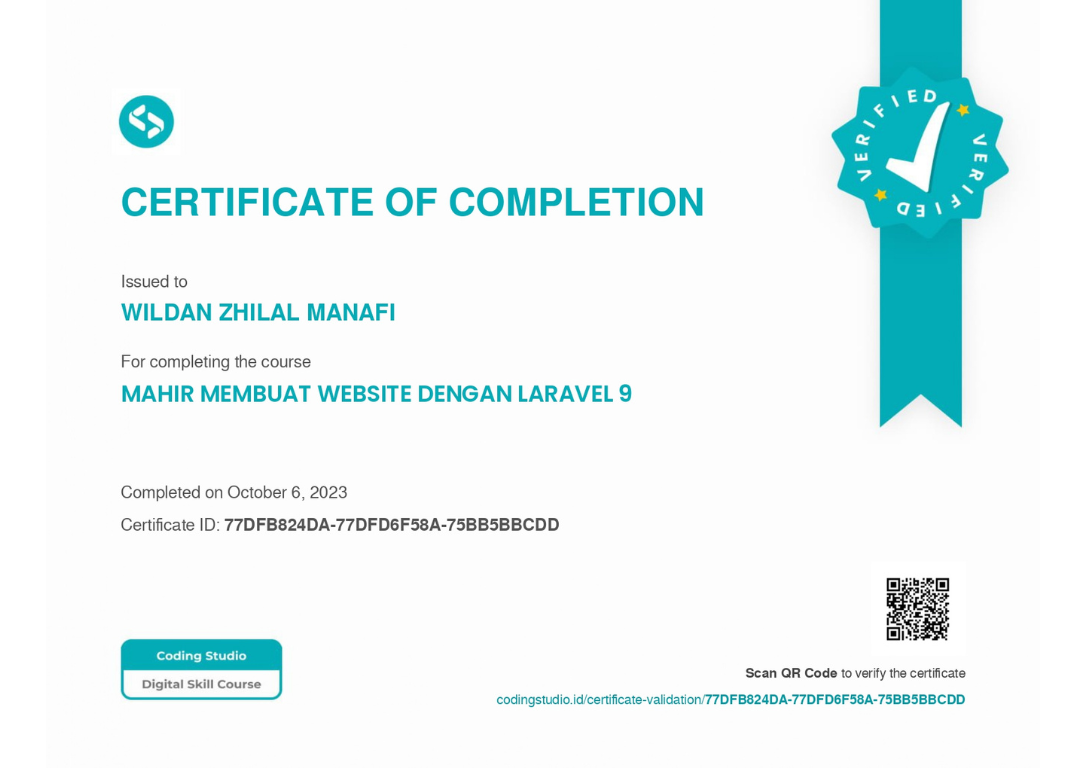 CERTIFICATE OF COMPLETION
VERIFIED
VERIFIED
VERIFIED
Issued to
WILDAN ZHILAL MANAFI
For completing the course
MAHIR MEMBUAT WEBSITE DENGAN LARAVEL 9
Completed on October 6, 2023
Certificate ID: 77DFB824DA-77DFD6F58A-75BB5BBCDD
Coding Studio
Digital Skill Course
Scan QR Code to verify the certificate
codingstudio.id/certificate-validation/77DFB824DA-77DFD6F58A-75BB5BBCDD